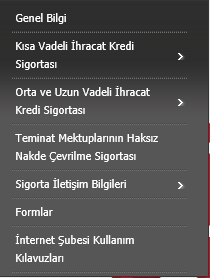 Genel Bilgi
Kısa Vadeli İhracat Kredi
Sigortası
Orta ve Uzun Vadeli İhracat
Kredi Sigortası
Teminat Mektuplarının Haksız
Nakde Çevrilme Sigortası
Sigorta İletişim Bilgileri
Formlar
İnternet Şubesi Kullanım
Kılavuzları